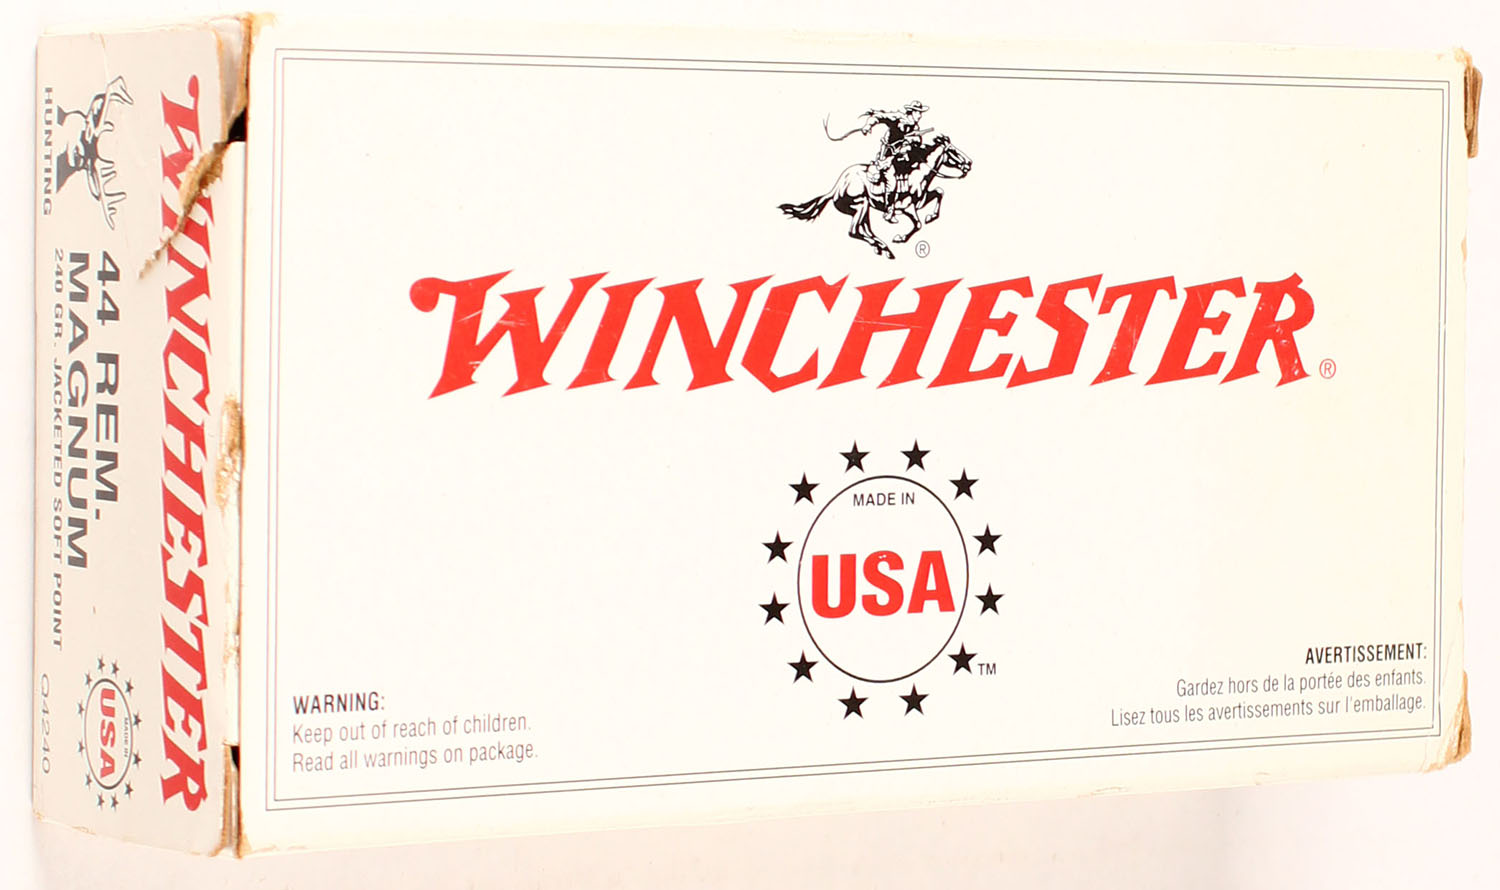 WINCHESTER®
®
MADE IN
USA
TM
WARNING:
Keep out of reach of children.
Read all warnings on package.
AVERTISSEMENT:
Gardez hors de la portée des enfants.
Lisez tous les avertissements sur l'emballage.
WINCHESTER
HUNTING
44 REM.
MAGNUM
240 GR. JACKETED SOFT POINT
MADE IN
USA
Q4240